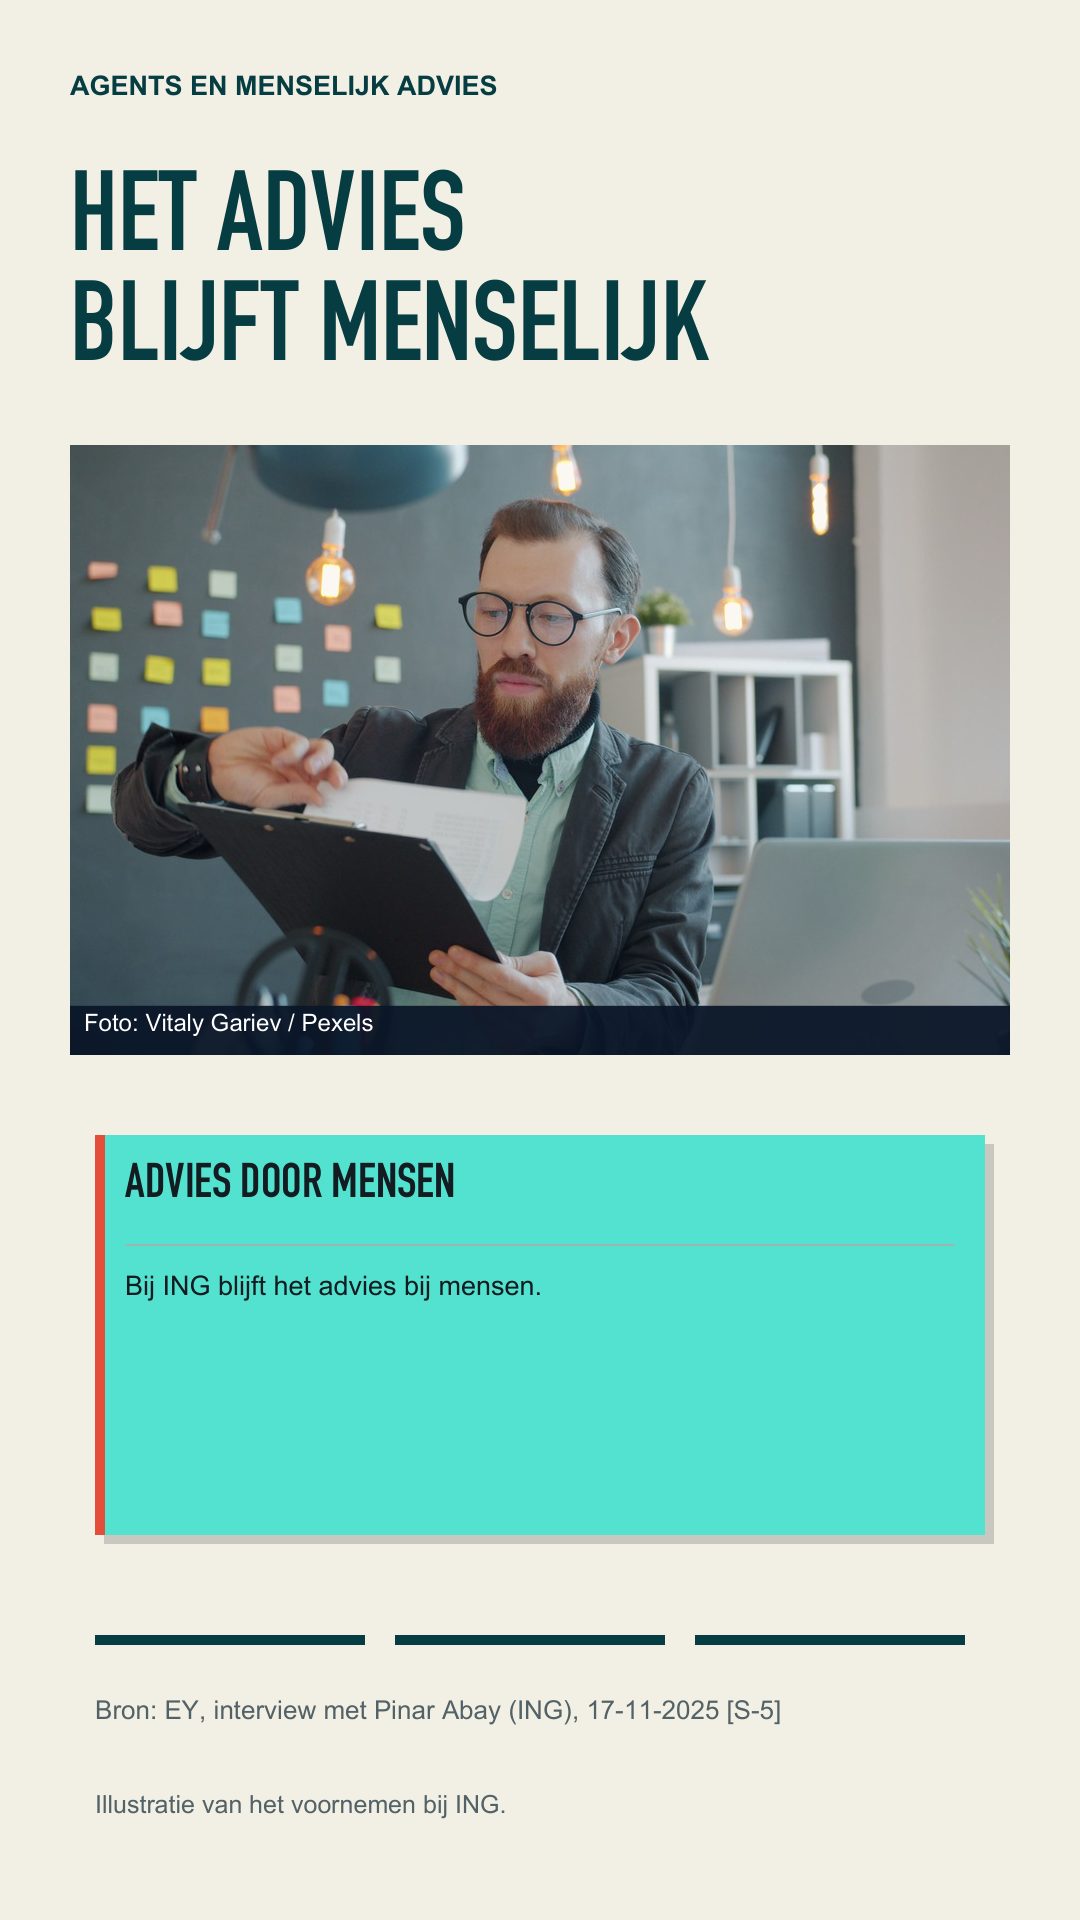 AGENTS EN MENSELIJK ADVIES
HET ADVIES
BLIJFT MENSELIJK
Foto: Vitaly Gariev / Pexels
ADVIES DOOR MENSEN
Bij ING blijft het advies bij mensen.
Bron: EY, interview met Pinar Abay (ING), 17-11-2025 [S-5]
Illustratie van het voornemen bij ING.